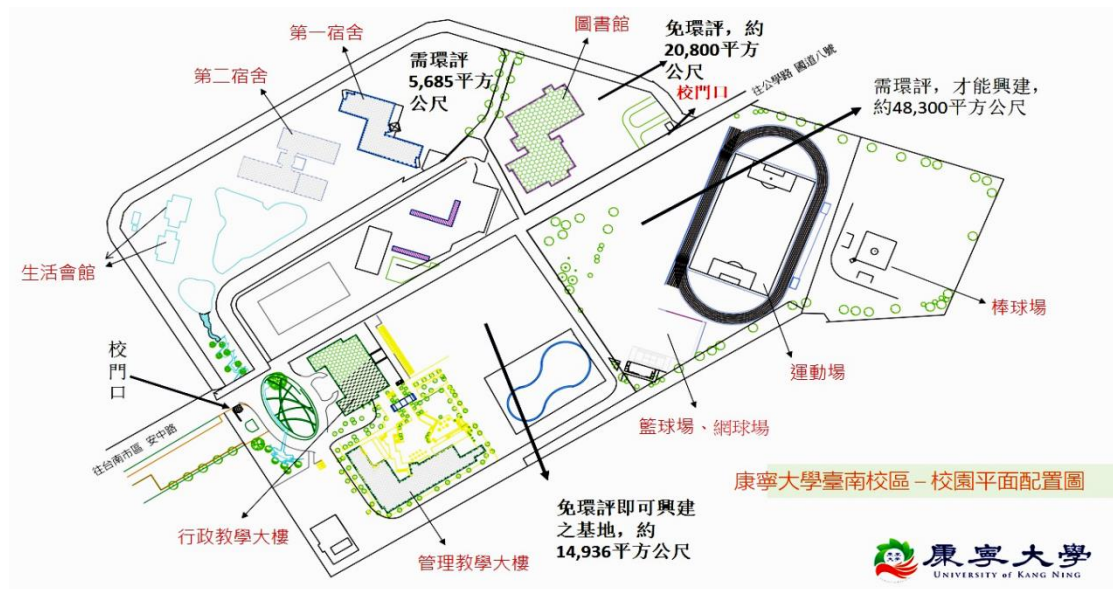 第一宿舍
第二宿舍
需環評
5,685平方
公尺
圖書館
免環評，約
20,800平方
公尺
校門口
往公學路 國道八號
需環評，才能興建，
約48,300平方公尺
生活會館
校
門
口
往台南市區 安中路
棒球場
運動場
籃球場、網球場
行政教學大樓
管理教學大樓
免環評即可興建
之基地，約
14,936平方公尺
康寧大學臺南校區 – 校園平面配置圖
康寧大學
UNIVERSITY of KANG NING